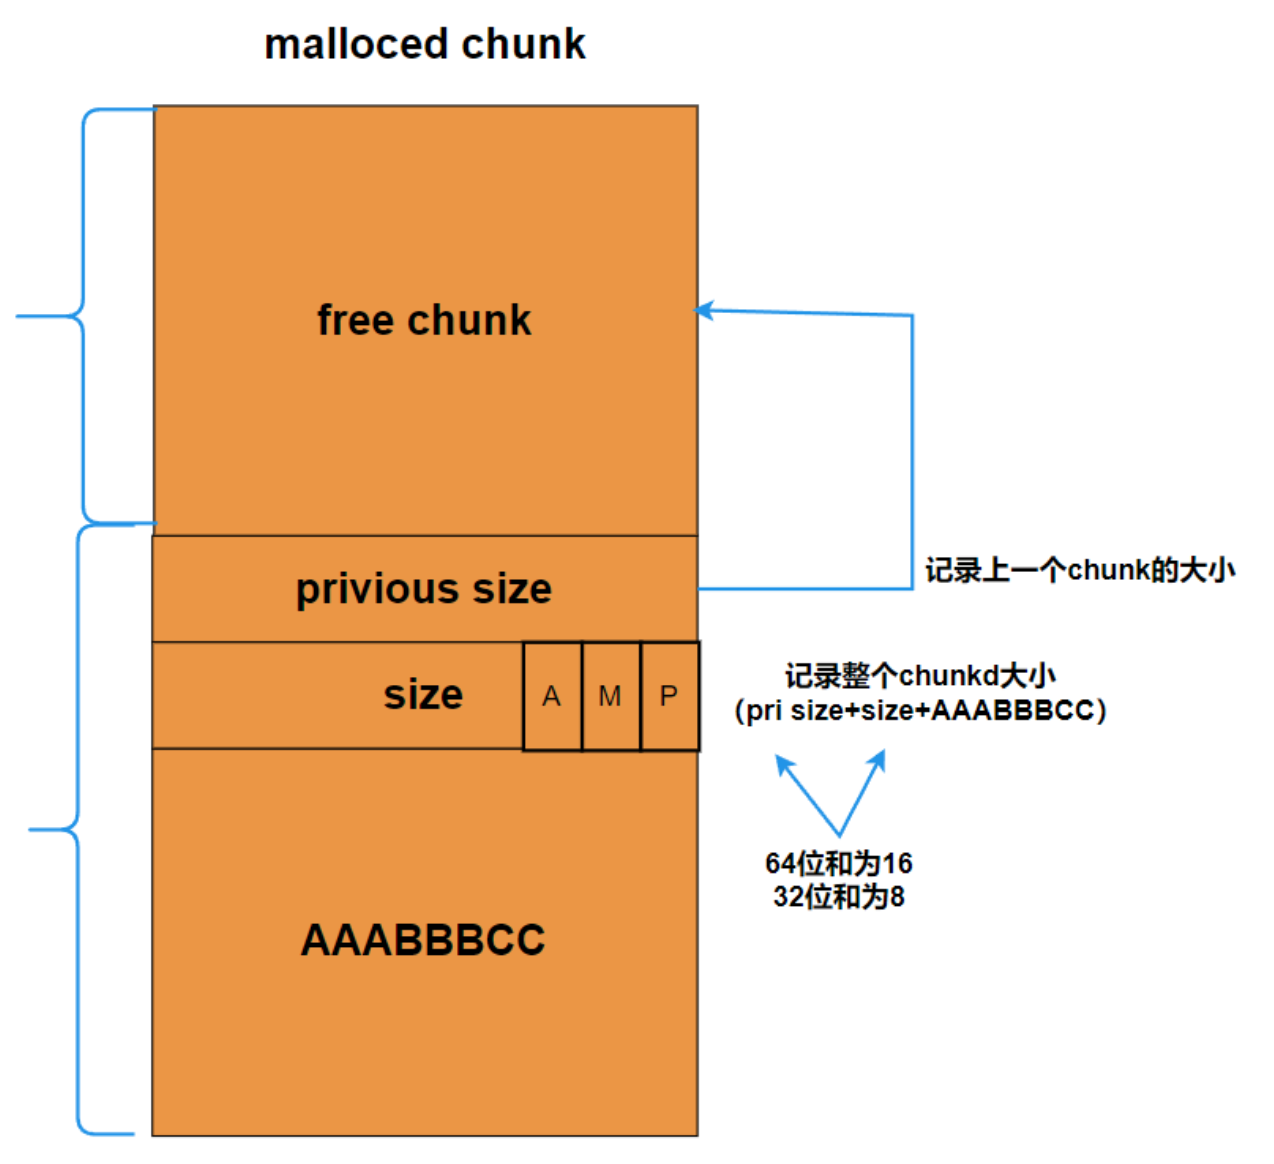 malloced chunk
free chunk
privious size
记录上一个chunk的大小
size
A
M
P
记录整个chunkd大小
（pri size+size+AAABBBCC）
64位和为16
32位和为8
AAABBBCC